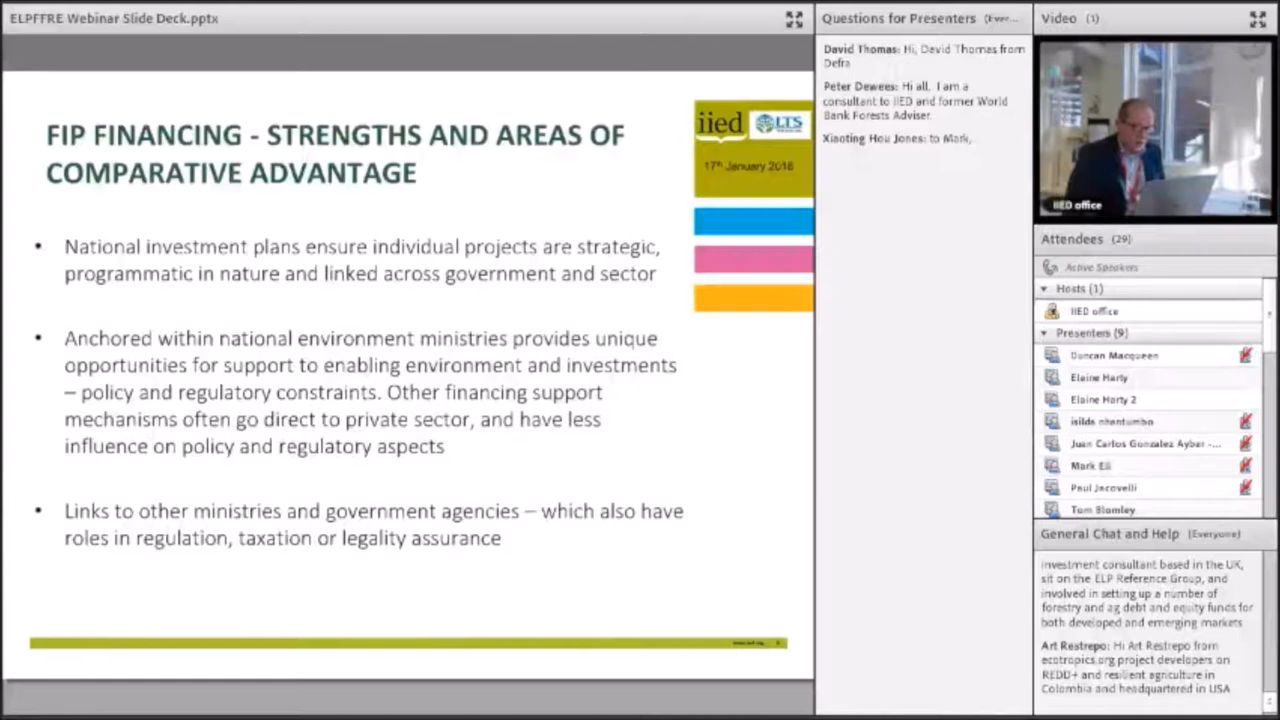 ELPFFRE Webinar Slide Deck.pptx
FIP FINANCING - STRENGTHS AND AREAS OF
COMPARATIVE ADVANTAGE
iied
LTS
17th January 2018
• National investment plans ensure individual projects are strategic,
programmatic in nature and linked across government and sector
• Anchored within national environment ministries provides unique
opportunities for support to enabling environment and investments
– policy and regulatory constraints. Other financing support
mechanisms often go direct to private sector, and have less
influence on policy and regulatory aspects
• Links to other ministries and government agencies – which also have
roles in regulation, taxation or legality assurance
Questions for Presenters (Ever...
David Thomas: Hi, David Thomas from
Defra
Peter Dewees: Hi all. I am a
consultant to IIED and former World
Bank Forests Adviser.
Xiaoting Hou Jones: to Mark,
Video (1)
IIED office
Attendees (29)
Active Speakers
Hosts (1)
IIED office
Presenters (9)
Duncan Macqueen
Elaine Harty
Elaine Harty 2
isilda nhantumbo
Juan Carlos Gonzalez Aybar -...
Mark Eli
Paul Jacovelli
Tom Blomley
General Chat and Help (Everyone)
investment consultant based in the UK,
sit on the ELP Reference Group, and
involved in setting up a number of
forestry and ag debt and equity funds for
both developed and emerging markets
Art Restrepo: Hi Art Restrepo from
ecotropics.org project developers on
REDD+ and resilient agriculture in
Colombia and headquartered in USA